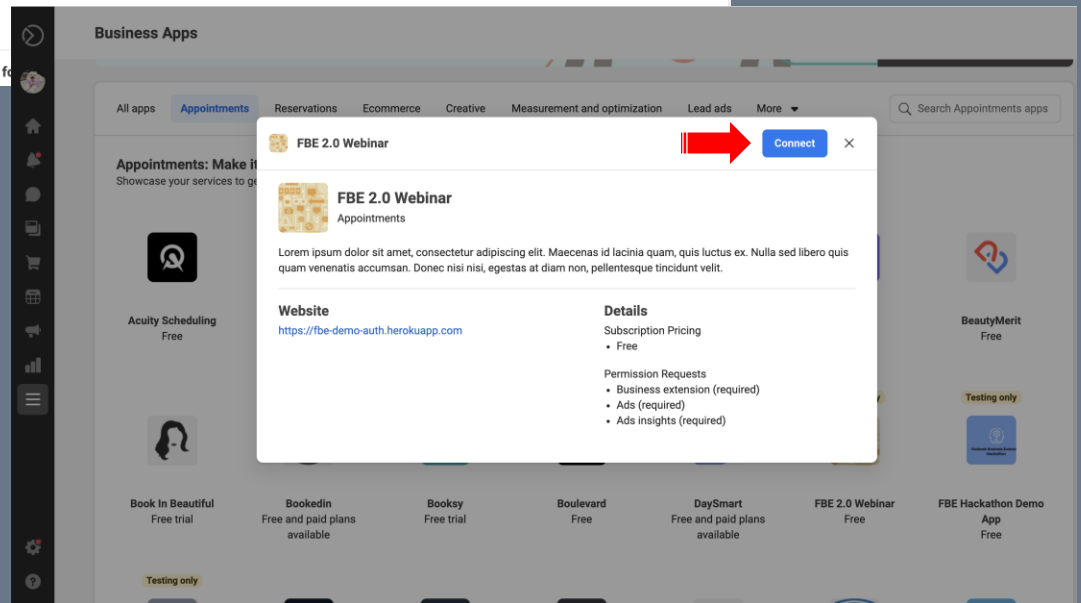 Business Apps
All apps
Appointments
Reservations
Ecommerce
Creative
Measurement and optimization
Lead ads
More
Search Appointments apps
FBE 2.0 Webinar
Connect
Appointments: Make it
Showcase your services to ge
FBE 2.0 Webinar
Appointments
Lorem ipsum dolor sit amet, consectetur adipiscing elit. Maecenas id lacinia quam, quis luctus ex. Nulla sed libero quis
quam venenatis accumsan. Donec nisi nisi, egestas at diam non, pellentesque tincidunt velit.
Website
https://fbe-demo-auth.herokuapp.com
Details
Subscription Pricing
• Free
Permission Requests
• Business extension (required)
• Ads (required)
• Ads insights (required)
Acuity Scheduling
Free
BeautyMerit
Free
Testing only
Book In Beautiful
Free trial
Bookedin
Free and paid plans
available
Booksy
Free trial
Boulevard
Free
DaySmart
Free and paid plans
available
FBE 2.0 Webinar
Free
FBE Hackathon Demo
App
Free
Testing only